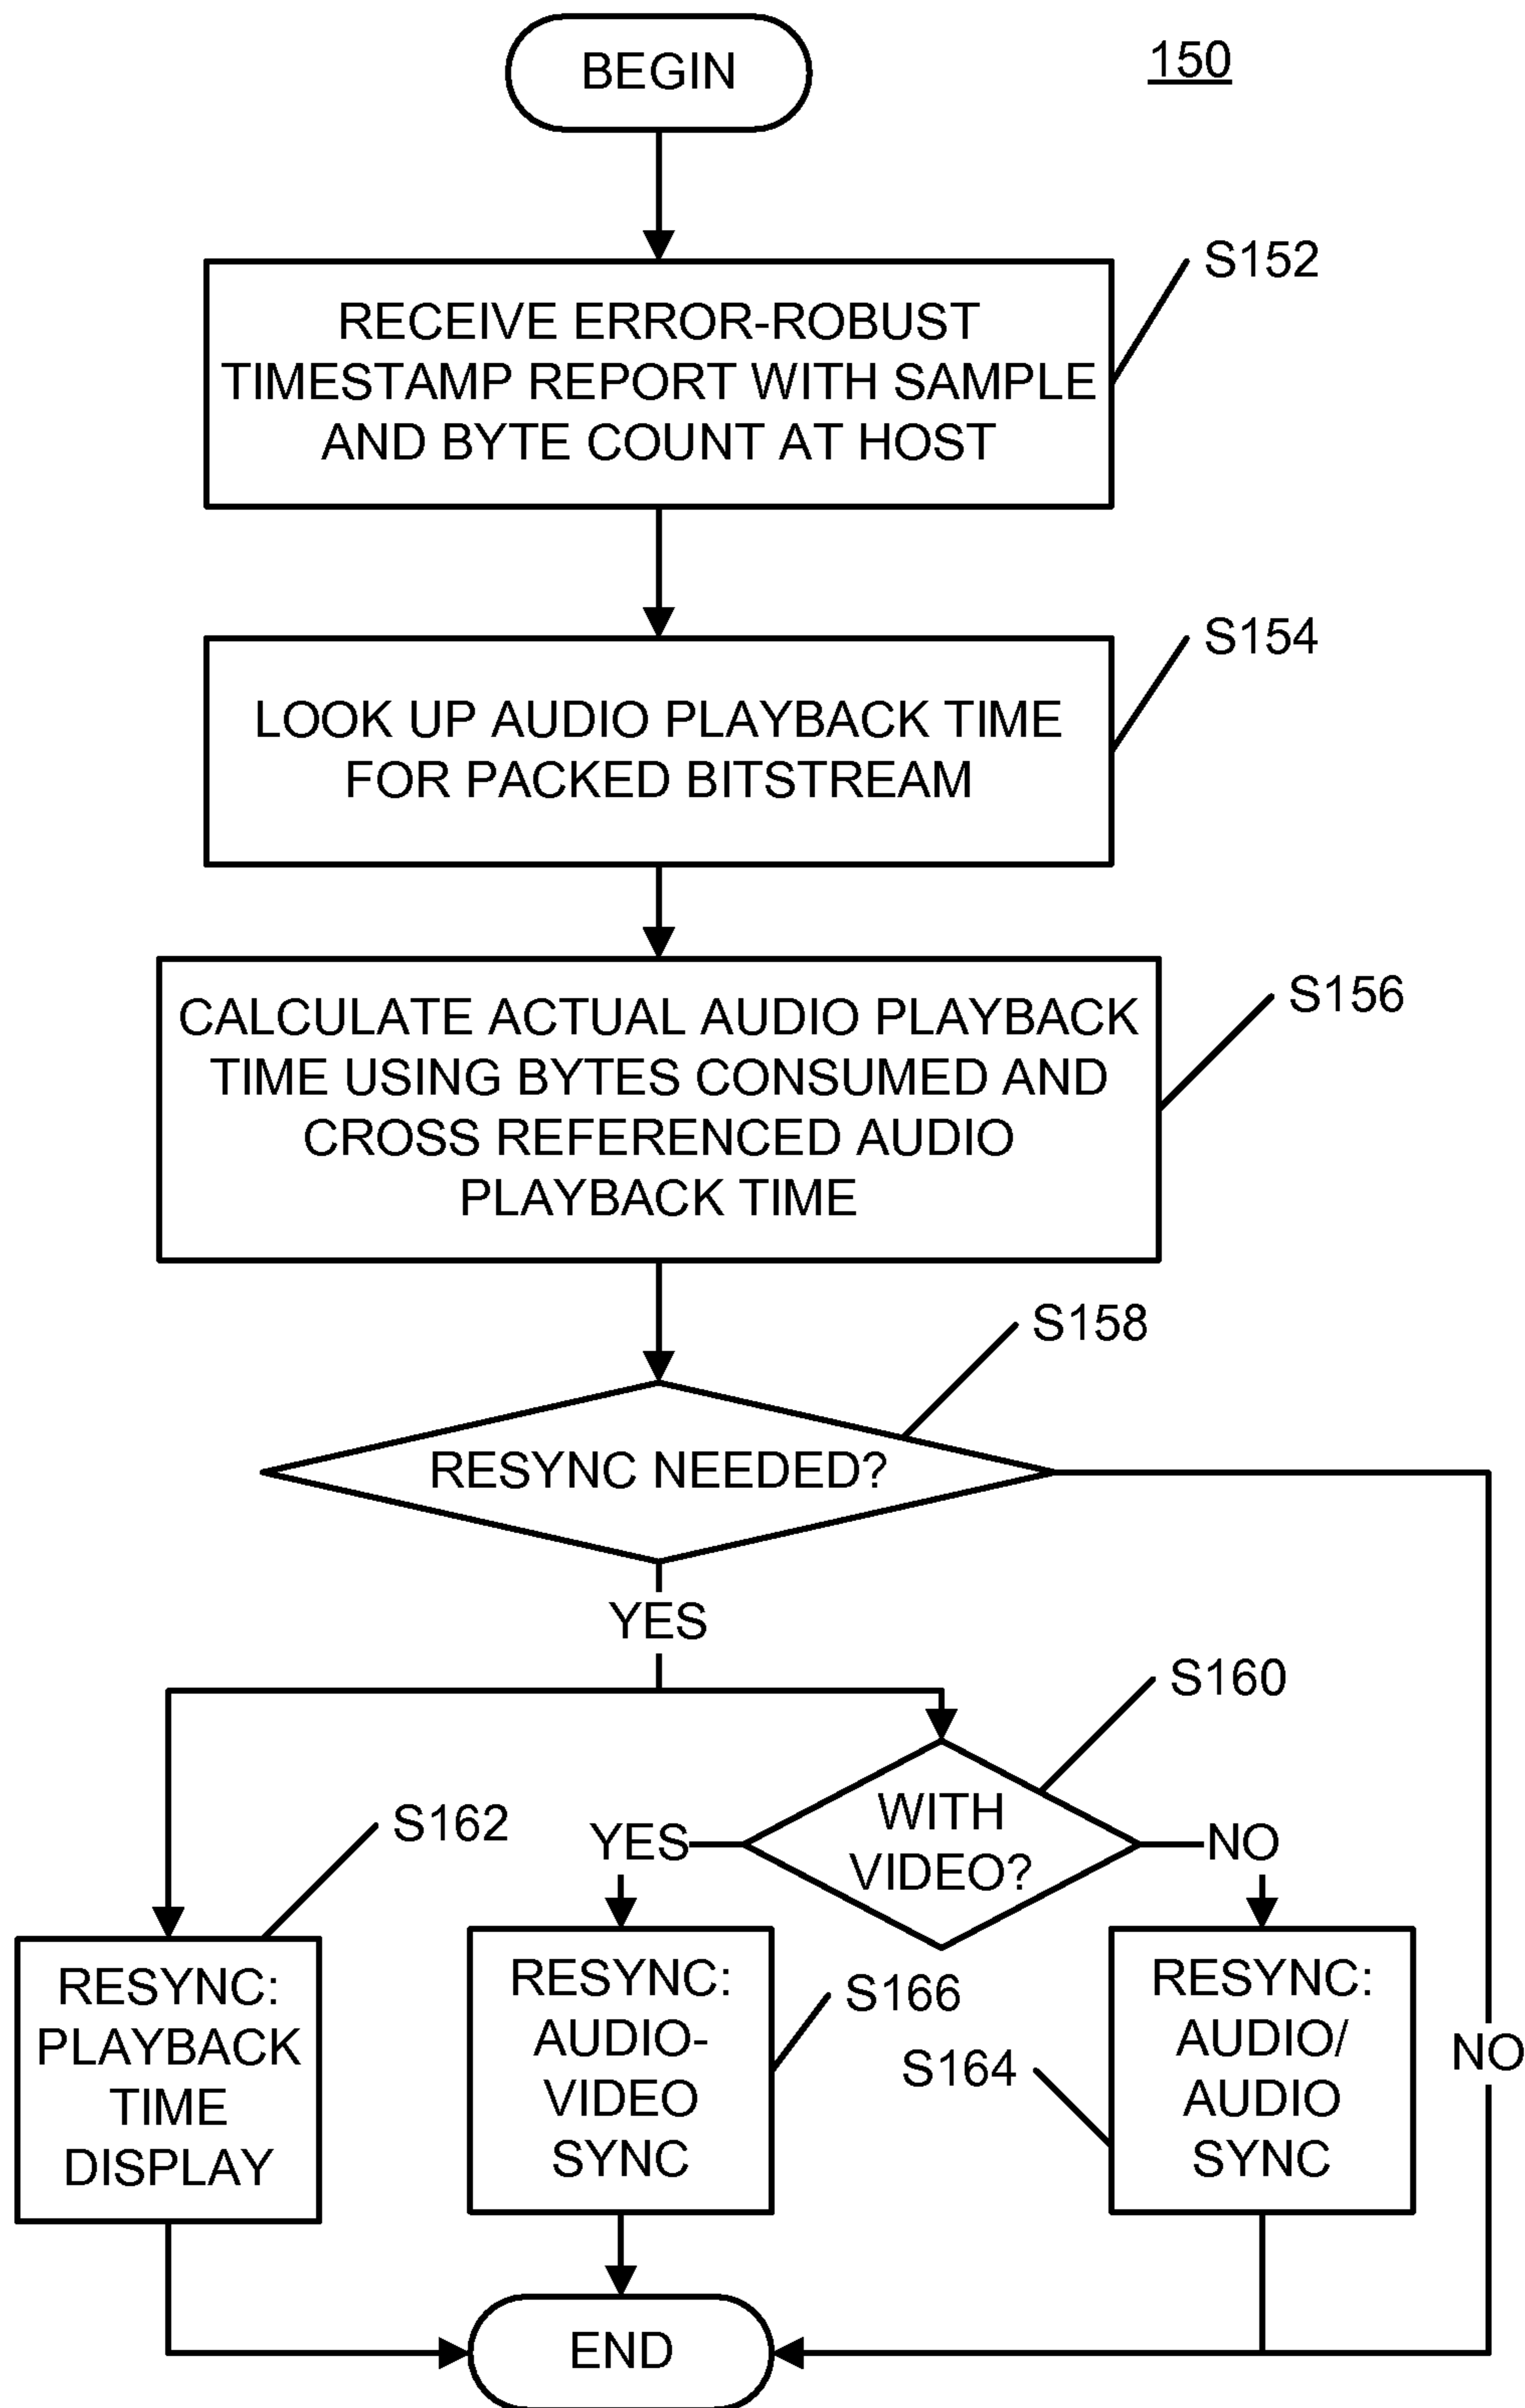 BEGIN
150
RECEIVE ERROR-ROBUST
TIMESTAMP REPORT WITH SAMPLE
AND BYTE COUNT AT HOST
S152
LOOK UP AUDIO PLAYBACK TIME
FOR PACKED BITSTREAM
S154
CALCULATE ACTUAL AUDIO PLAYBACK
TIME USING BYTES CONSUMED AND
CROSS REFERENCED AUDIO
PLAYBACK TIME
S156
RESYNC NEEDED?
S158
YES
NO
WITH
VIDEO?
S160
YES
NO
S162
RESYNC:
PLAYBACK
TIME
DISPLAY
RESYNC:
AUDIO-
VIDEO
SYNC
S166
S164
RESYNC:
AUDIO/
AUDIO
SYNC
END